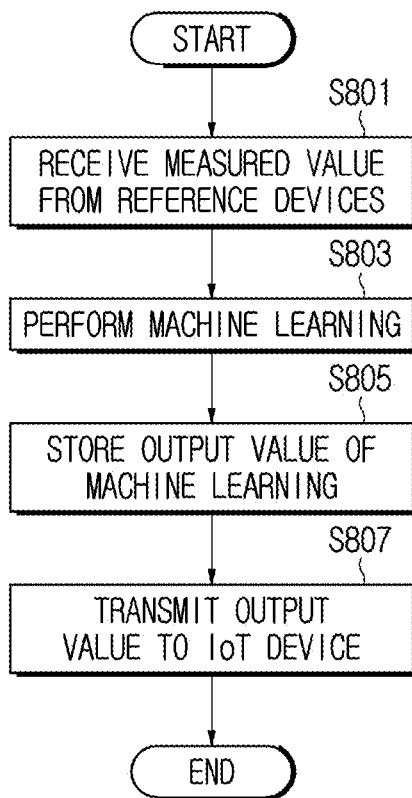 START
S801
RECEIVE MEASURED VALUE
FROM REFERENCE DEVICES
S803
PERFORM MACHINE LEARNING
S805
STORE OUTPUT VALUE OF
MACHINE LEARNING
S807
TRANSMIT OUTPUT
VALUE TO IoT DEVICE
END